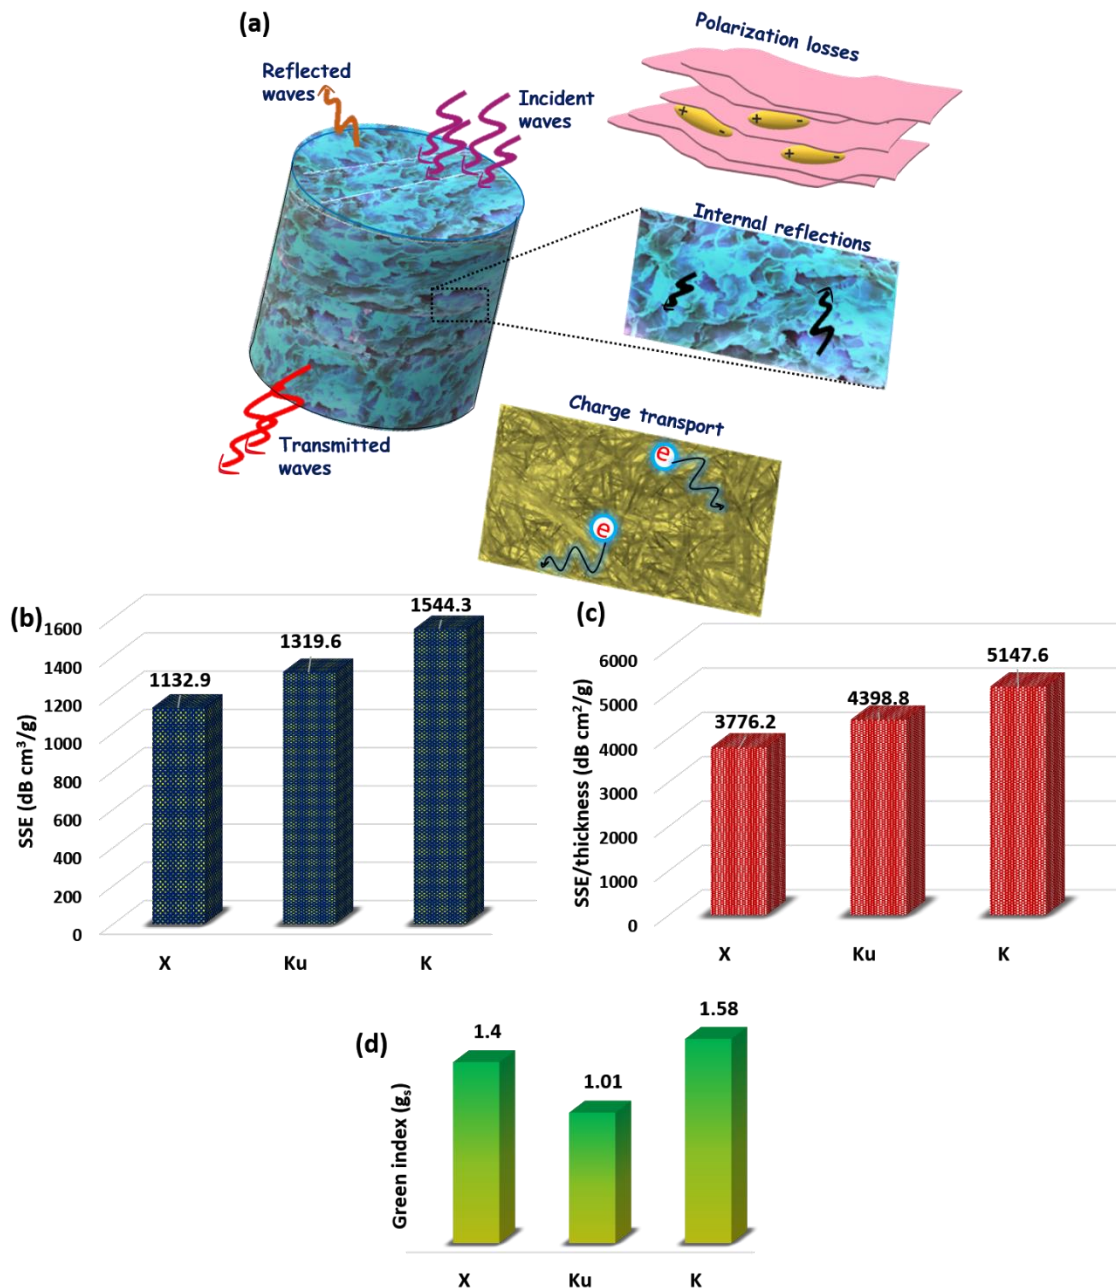 (a)
Polarization losses
Reflected
waves
Incident
waves
+
-
+ -
+ -
Internal reflections
Charge transport
e
e
Transmitted
waves
(b)
SSE (dB cm³/g)
1600
1400
1200
1000
800
600
400
200
0
1132.9
1319.6
1544.3
X Ku K
(c)
SSE/thickness (dB cm²/g)
6000
5000
4000
3000
2000
1000
0
3776.2
4398.8
5147.6
X Ku K
(d)
Green index (gₛ)
1.4
1.01
1.58
X Ku K